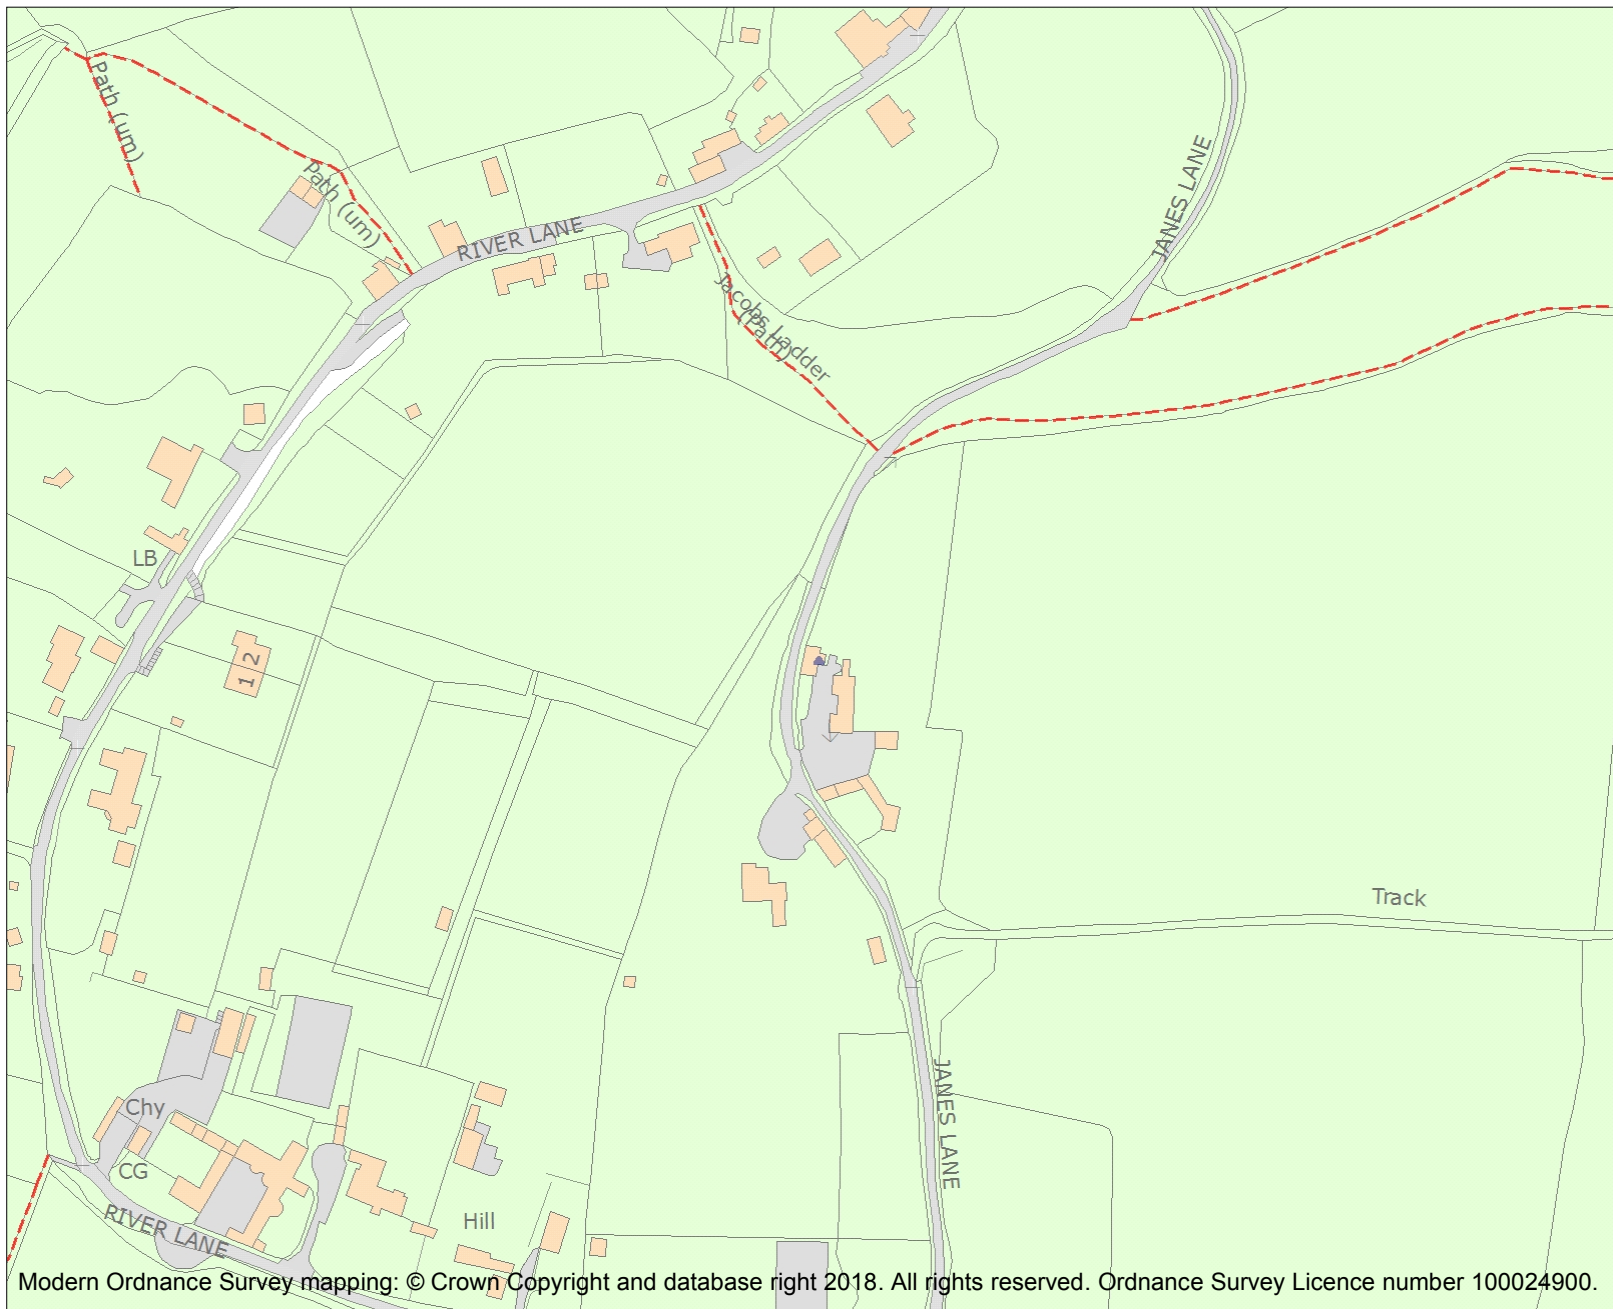 Path (um)
JANES LANE
Path (um)
RIVER LANE
Jacobs Ladder
(Path)
LB
1 2
Track
JANES LANE
Chy
CG
RIVER LANE
Hill
Modern Ordnance Survey mapping: © Crown Copyright and database right 2018. All rights reserved. Ordnance Survey Licence number 100024900.